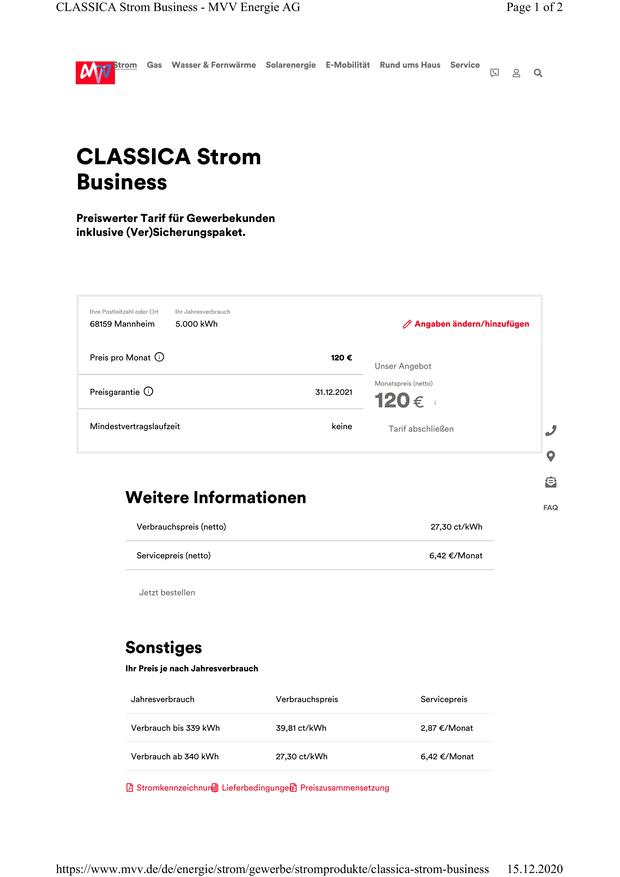 CLASSICA Strom Business - MVV Energie AG Page 1 of 2
MVV Strom Gas Wasser & Fernwärme Solarenergie E-Mobilität Rund ums Haus Service
CLASSICA Strom
Business
Preiswerter Tarif für Gewerbekunden
inklusive (Ver)Sicherungspaket.
Ihre Postleitzahl oder Ort Ihr Jahresverbrauch
68159 Mannheim 5.000 kWh Angaben ändern/hinzufügen
Preis pro Monat 120 €
Unser Angebot
Monatspreis (netto)
Preisgarantie 31.12.2021
120 €
Mindestvertragslaufzeit keine
Tarif abschließen
FAQ
Weitere Informationen
Verbrauchspreis (netto) 27,30 ct/kWh
Servicepreis (netto) 6,42 €/Monat
Jetzt bestellen
Sonstiges
Ihr Preis je nach Jahresverbrauch
Jahresverbrauch Verbrauchspreis Servicepreis
Verbrauch bis 339 kWh 39,81 ct/kWh 2,87 €/Monat
Verbrauch ab 340 kWh 27,30 ct/kWh 6,42 €/Monat
Stromkennzeichnung Lieferbedingungen Preiszusammensetzung
https://www.mvv.de/de/energie/strom/gewerbe/stromprodukte/classica-strom-business 15.12.2020